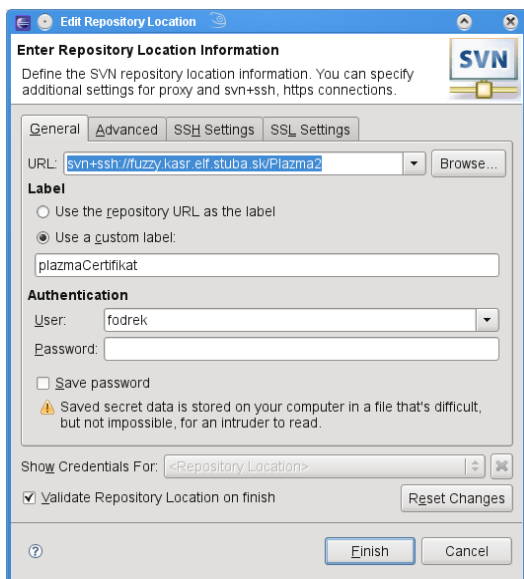 Edit Repository Location
Enter Repository Location Information
Define the SVN repository location information. You can specify
additional settings for proxy and svn+ssh, https connections.
SVN
General Advanced SSH Settings SSL Settings
URL: svn+ssh://fuzzy.kasr.elf.stuba.sk/Plazma2 Browse...
Label
Use the repository URL as the label
Use a custom label:
plazmaCertifikat
Authentication
User: fodrek
Password:
Save password
Saved secret data is stored on your computer in a file that's difficult,
but not impossible, for an intruder to read.
Show Credentials For: <Repository Location>
Validate Repository Location on finish Reset Changes
Finish Cancel